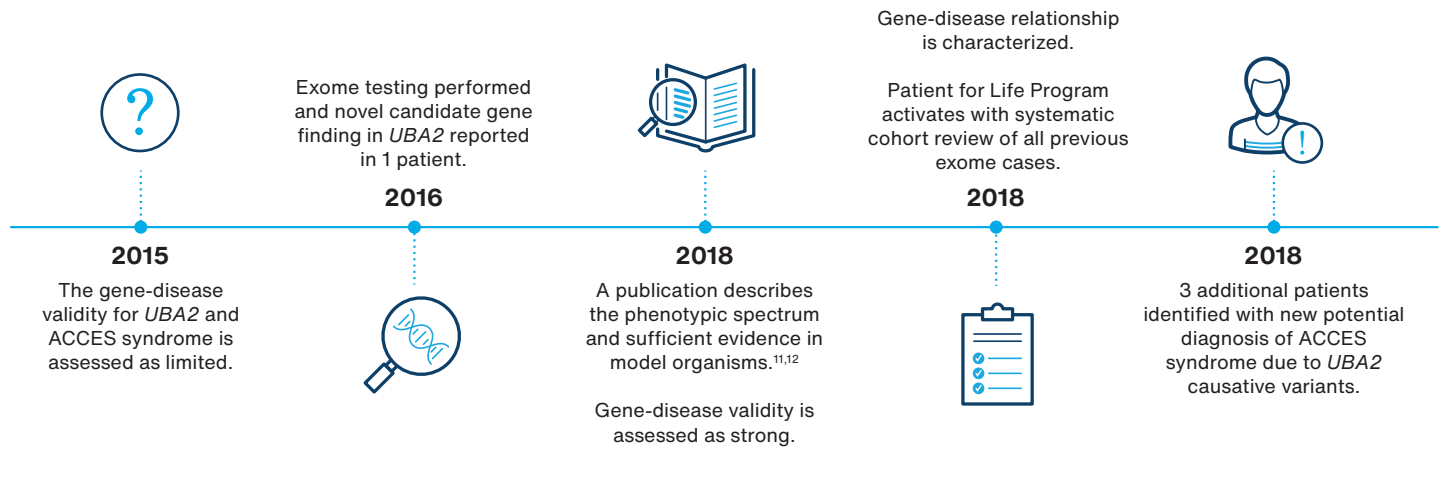 ?
2015
The gene-disease
validity for UBA2 and
ACCES syndrome is
assessed as limited.
Exome testing performed
and novel candidate gene
finding in UBA2 reported
in 1 patient.
2016
2018
A publication describes
the phenotypic spectrum
and sufficient evidence in
model organisms.11,12
Gene-disease validity is
assessed as strong.
Gene-disease relationship
is characterized.
Patient for Life Program
activates with systematic
cohort review of all previous
exome cases.
2018
!
2018
3 additional patients
identified with new potential
diagnosis of ACCES
syndrome due to UBA2
causative variants.